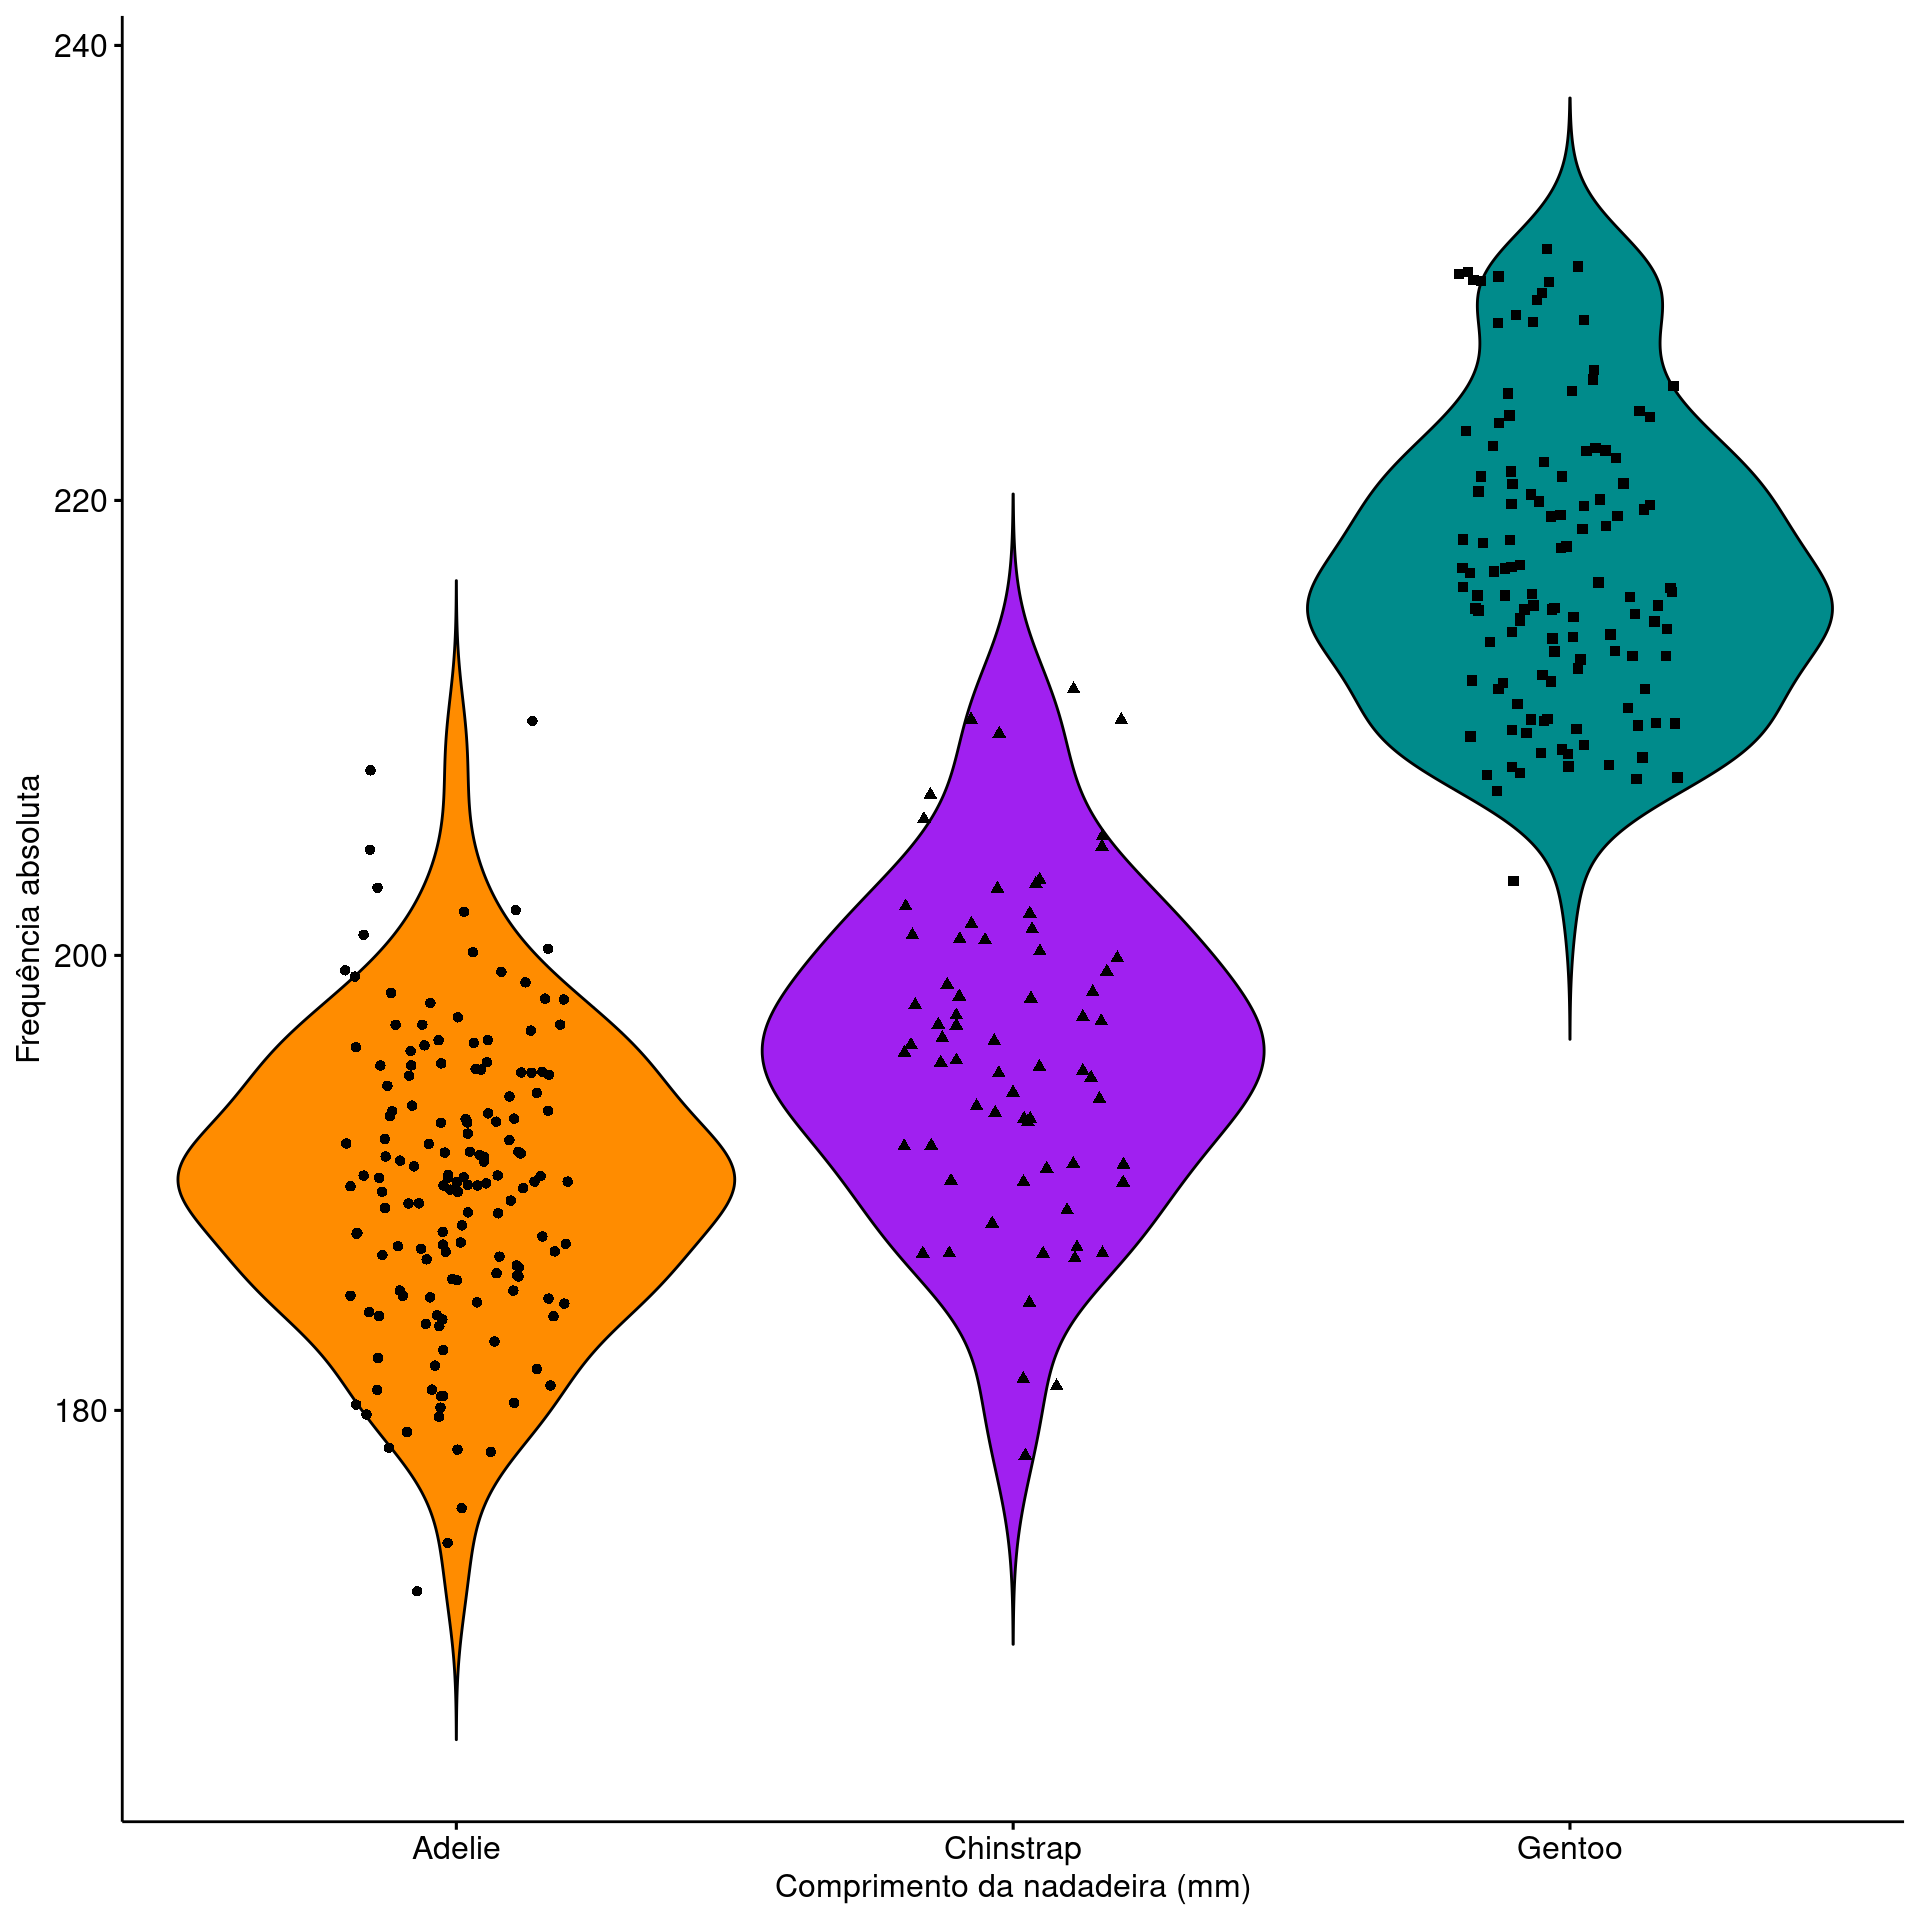 Frequência absoluta
240
220
200
180
Adelie
Chinstrap
Gentoo
Comprimento da nadadeira (mm)